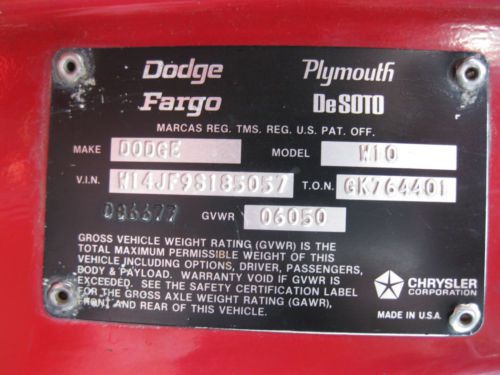 Dodge Plymouth
Fargo De SOTO
MARCAS REG. TMS. REG. U.S. PAT. OFF.
MAKE DODGE MODEL W10
V.I.N. W14JF9S185057 T.O.N. GK764401
D36677 GVWR 06050
GROSS VEHICLE WEIGHT RATING (GVWR) IS THE
TOTAL MAXIMUM PERMISSIBLE WEIGHT OF THIS
VEHICLE INCLUDING OPTIONS, DRIVER, PASSENGERS,
BODY & PAYLOAD. WARRANTY VOID IF GVWR IS
EXCEEDED. SEE THE SAFETY CERTIFICATION LABEL
FOR THE GROSS AXLE WEIGHT RATING (GAWR),
FRONT AND REAR OF THIS VEHICLE.
CHRYSLER
CORPORATION
MADE IN U.S.A.